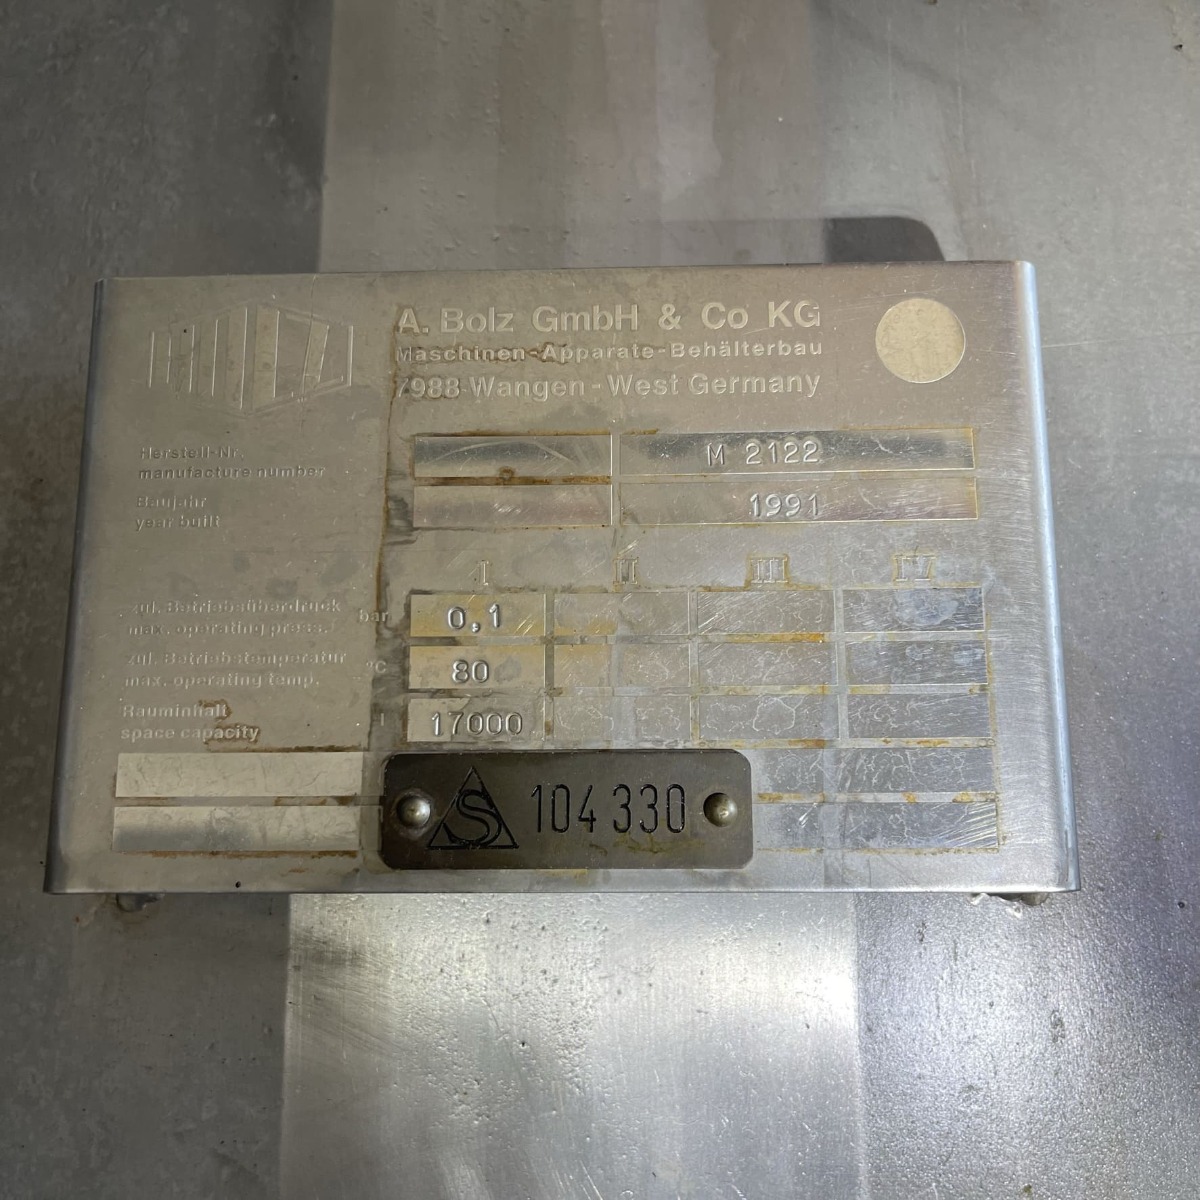 A. Bolz GmbH & Co KG
Maschinen-Apparate-Behälterbau
7988-Wangen-West Germany
Herstell-Nr.
manufacture number
M 2122
Baujahr
year built
1991
I II III IV
zul. Betriebsüberdruck
max. operating press. bar 0,1
zul. Betriebstemperatur
max. operating temp. °C 80
Rauminhalt
space capacity l 17000
S 104 330